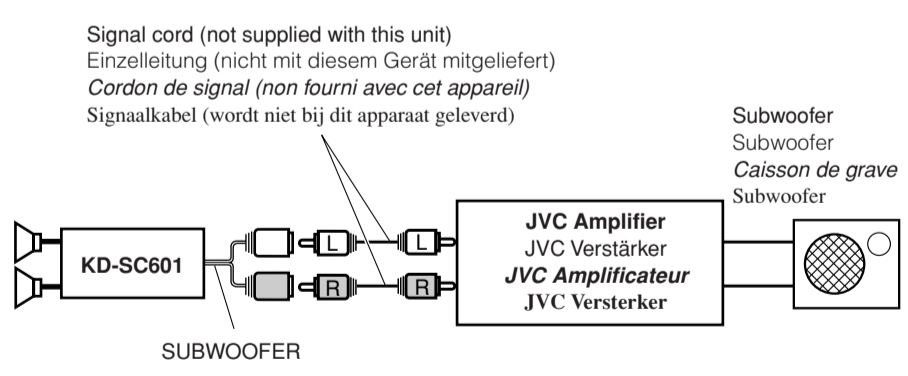 Signal cord (not supplied with this unit)
Einzelleitung (nicht mit diesem Gerät mitgeliefert)
Cordon de signal (non fourni avec cet appareil)
Signaalkabel (wordt niet bij dit apparaat geleverd)
Subwoofer
Subwoofer
Caisson de grave
Subwoofer
KD-SC601
L
L
R
R
JVC Amplifier
JVC Verstärker
JVC Amplificateur
JVC Versterker
SUBWOOFER